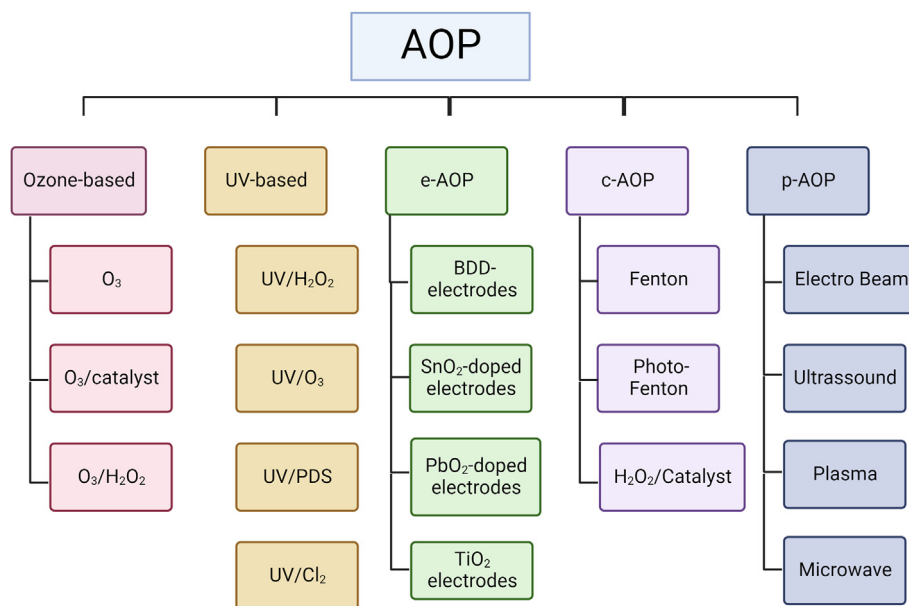 AOP
Ozone-based
UV-based
e-AOP
c-AOP
p-AOP
O₃
O₃/catalyst
O₃/H₂O₂
UV/H₂O₂
UV/O₃
UV/PDS
UV/Cl₂
BDD-
electrodes
SnO₂-doped
electrodes
PbO₂-doped
electrodes
TiO₂
electrodes
Fenton
Photo-
Fenton
H₂O₂/Catalyst
Electro Beam
Ultrassound
Plasma
Microwave